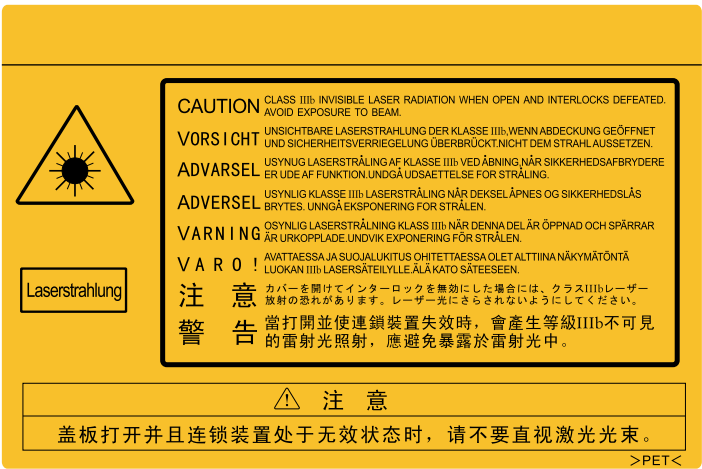 CAUTION CLASS IIIb INVISIBLE LASER RADIATION WHEN OPEN AND INTERLOCKS DEFEATED.
AVOID EXPOSURE TO BEAM.
VORSICHT UNSICHTBARE LASERSTRAHLUNG DER KLASSE IIIb,WENN ABDECKUNG GEÖFFNET
UND SICHERHEITSVERRIEGELUNG ÜBERBRÜCKT.NICHT DEM STRAHL AUSSETZEN.
ADVARSEL USYNUG LASERSTRÅLING AF KLASSE IIIb VED ÅBNING,NÅR SIKKERHEDSAFBRYDERE
ER UDE AF FUNKTION.UNDGÅ UDSAETTELSE FOR STRÅLING.
ADVERSEL USYNLIG KLASSE IIIb LASERSTRÅLING NÅR DEKSEL ÅPNES OG SIKKERHEDSLÅS
BRYTES. UNNGÅ EKSPONERING FOR STRÅLEN.
VARNING OSYNLIG LASERSTRÅLNING KLASS IIIb NÄR DENNA DEL ÄR ÖPPNAD OCH SPÄRRAR
ÄR URKOPPLADE.UNDVIK EXPONERING FÖR STRÅLEN.
VARO! AVATTAESSA JA SUOJALUKITUS OHITETTAESSA OLET ALTTIINA NÄKYMÄTÖNTÄ
LUOKAN IIIb LASERSÄTEILYLLE.ÄLÄ KATO SÄTEESEEN.
注 意 カバーを開けてインターロックを無効にした場合には、クラスIIIbレーザー
放射の恐れがあります。レーザー光にさらされないようにしてください。
警 告 當打開並使連鎖裝置失效時，會產生等級IIIb不可見
的雷射光照射，應避免暴露於雷射光中。
Laserstrahlung
注 意
盖板打开并且连锁装置处于无效状态时，请不要直视激光光束。
>PET<